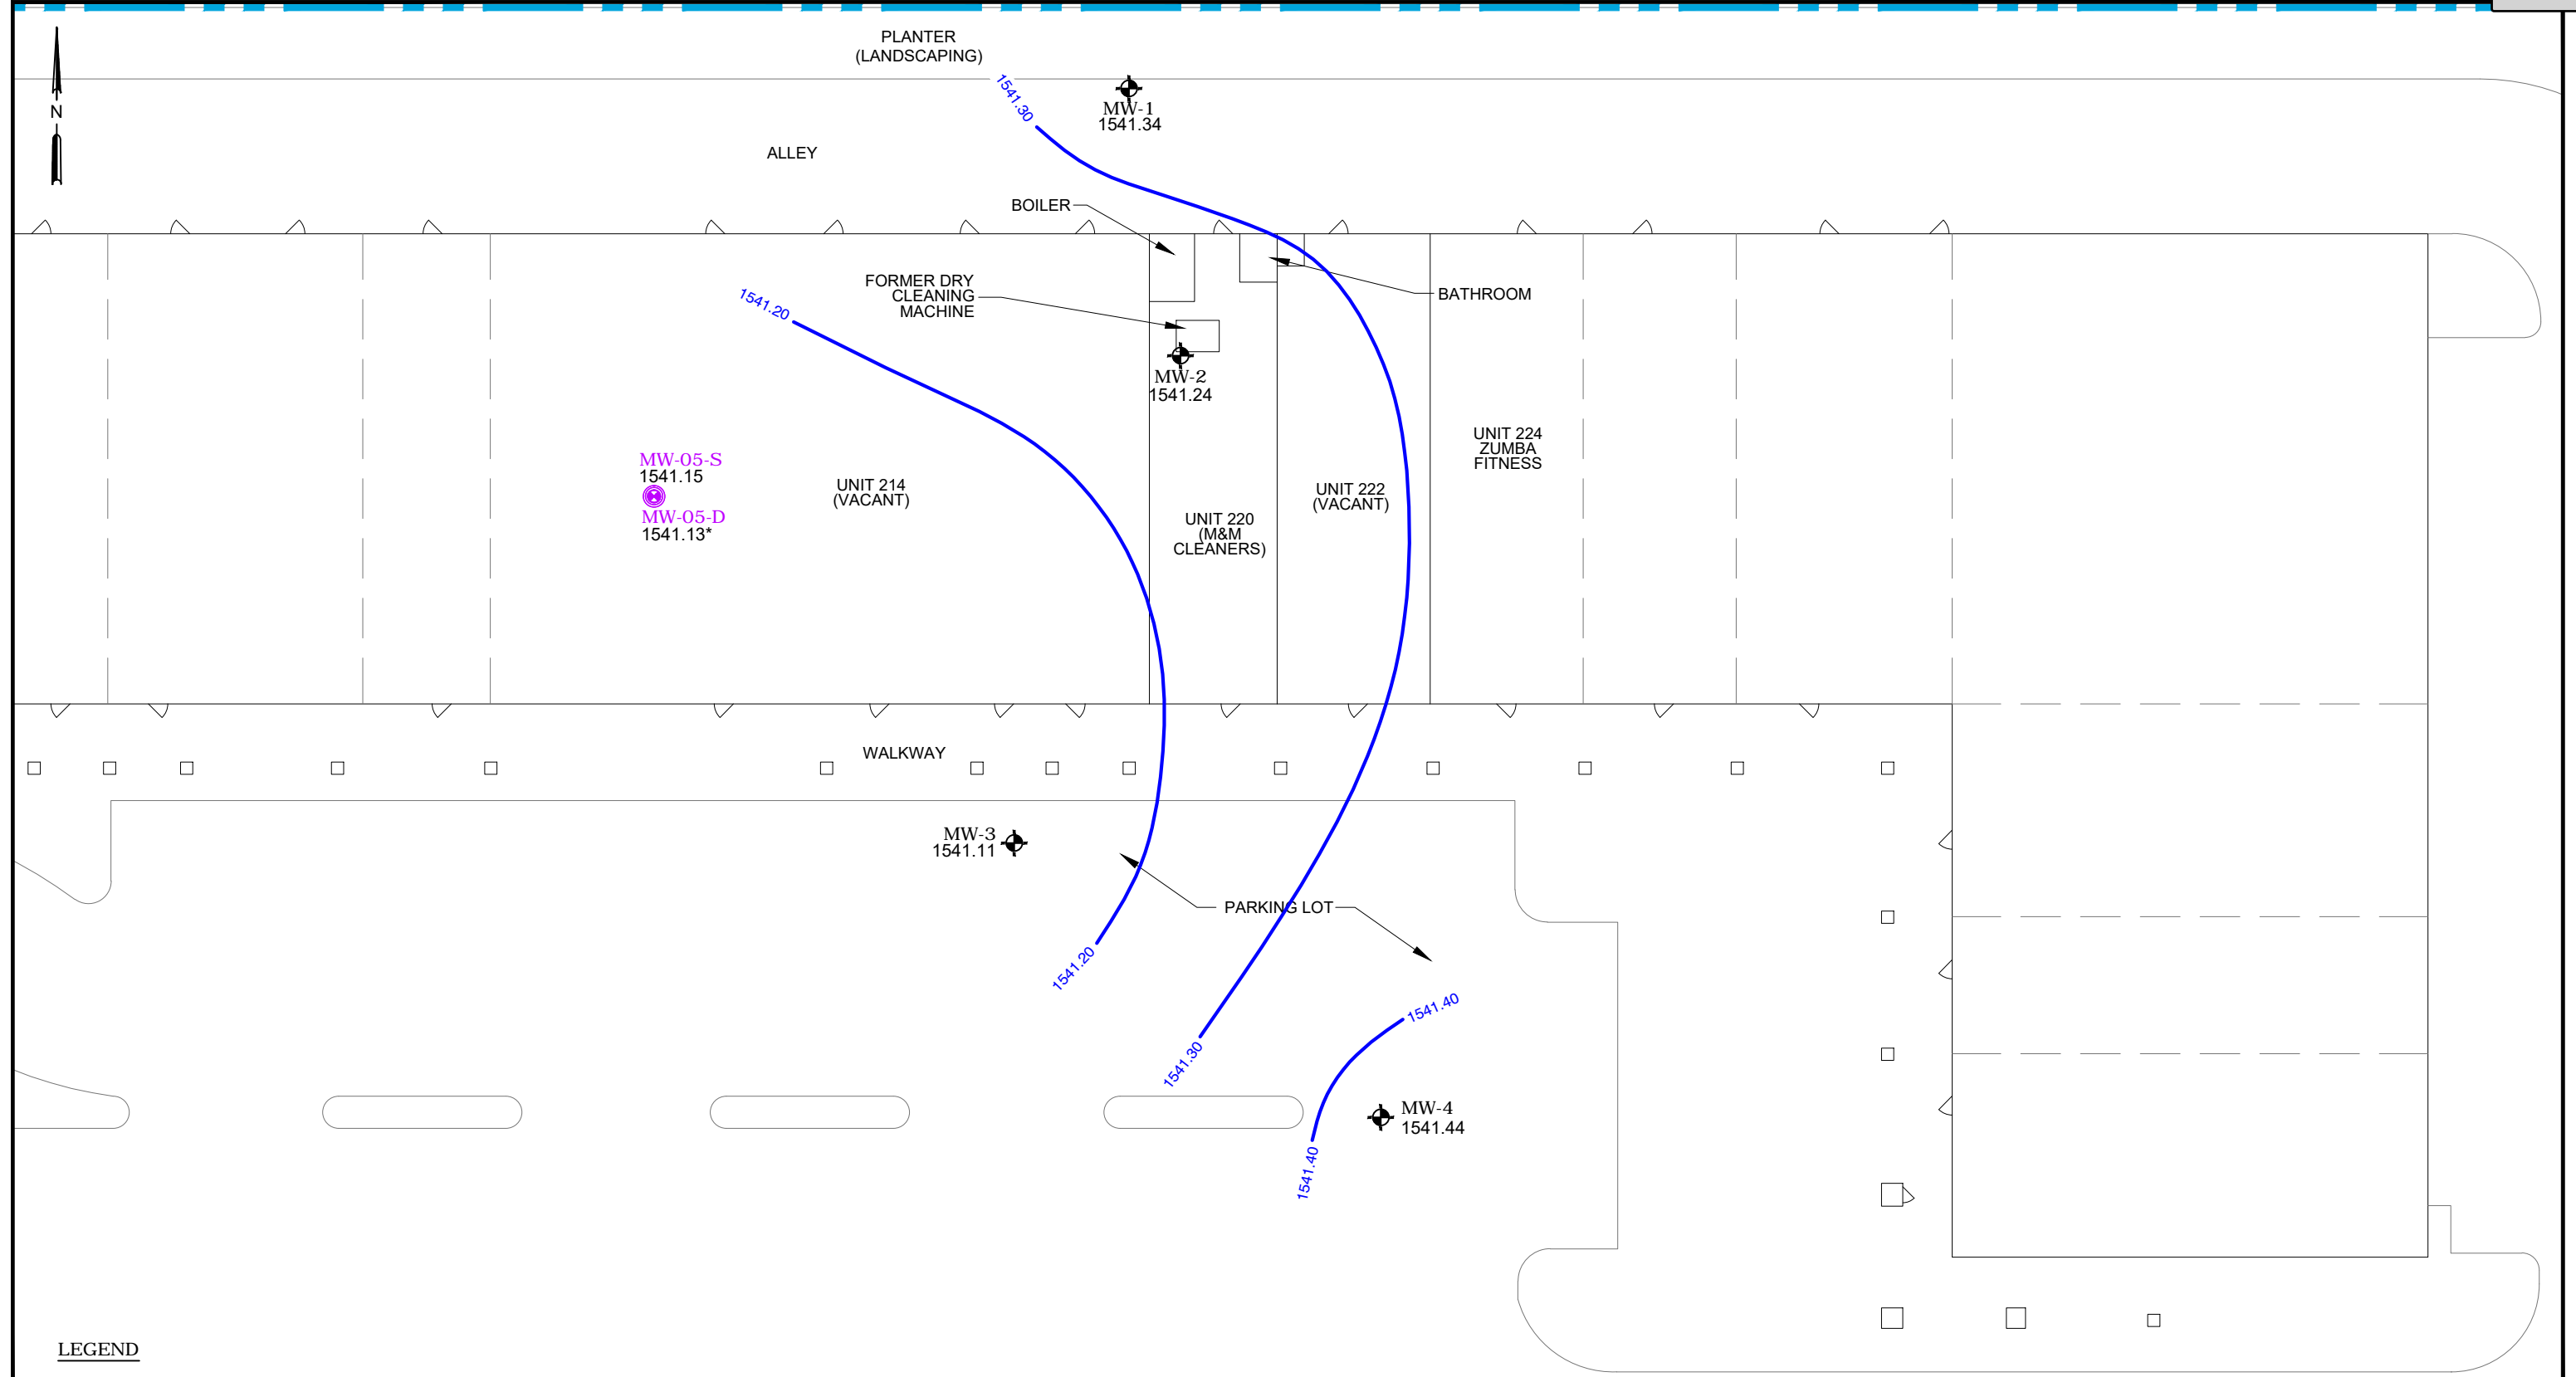 PLANTER
(LANDSCAPING)
1541.30
MW-1
1541.34
N
ALLEY
BOILER
FORMER DRY
CLEANING
MACHINE
1541.20
BATHROOM
MW-2
1541.24
UNIT 224
ZUMBA
FITNESS
MW-05-S
1541.15
MW-05-D
1541.13*
UNIT 214
(VACANT)
UNIT 222
(VACANT)
UNIT 220
(M&M
CLEANERS)
WALKWAY
MW-3
1541.11
PARKING LOT
1541.20
1541.30
1541.40
MW-4
1541.44
1541.40
LEGEND